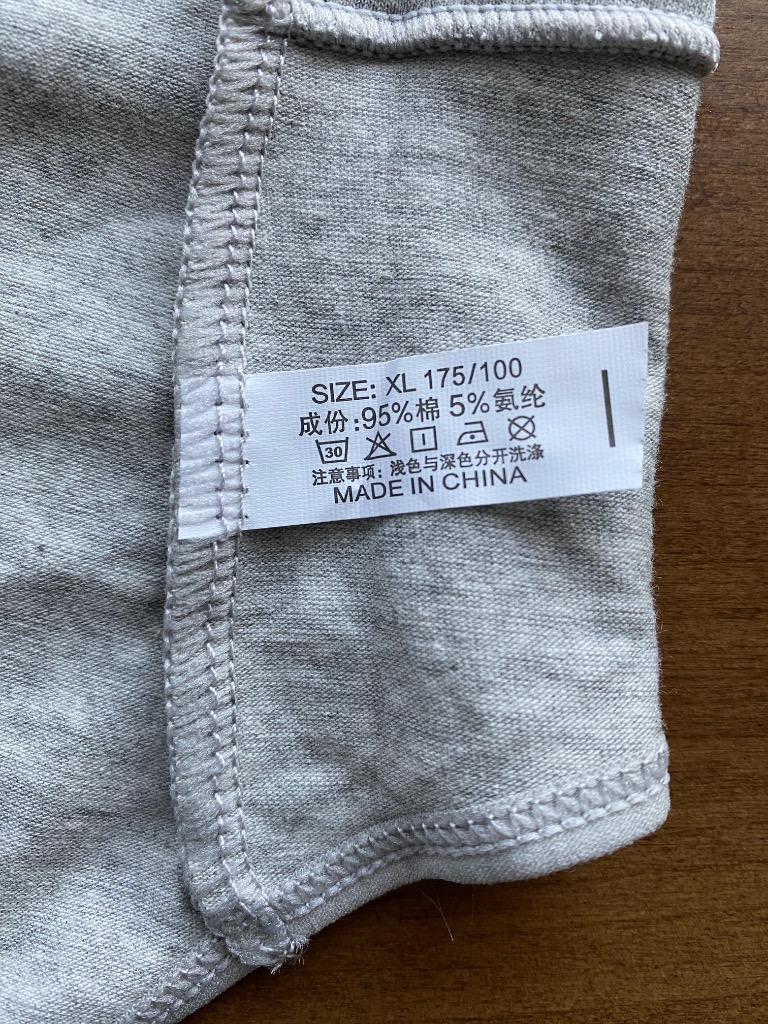 SIZE: XL 175/100
成份:95%棉 5%氨纶
30
注意事项: 浅色与深色分开洗涤
MADE IN CHINA